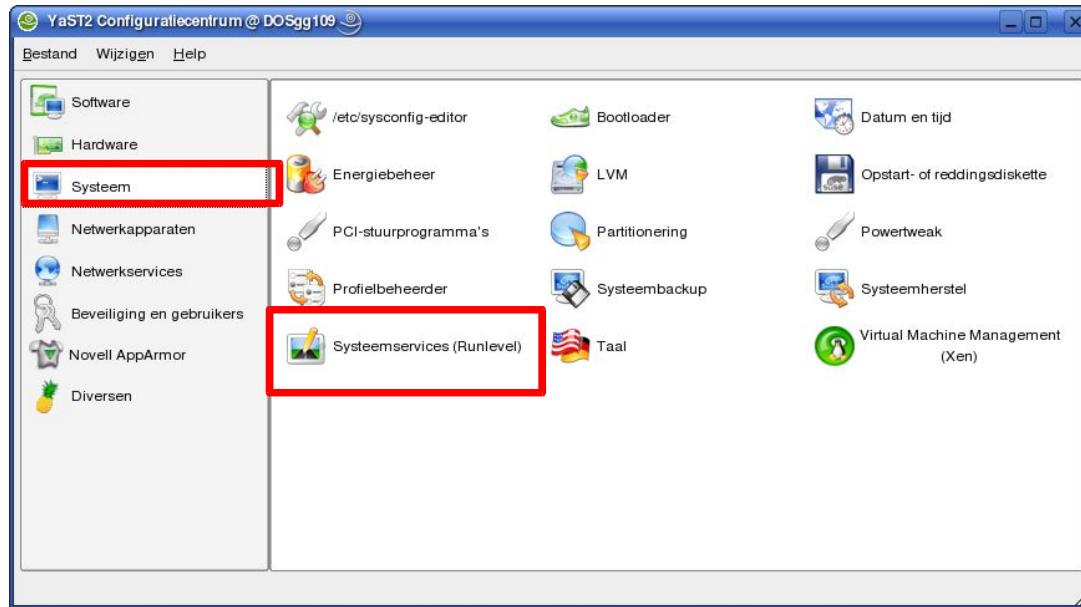 YaST2 Configuratiecentrum @ DOSgg109
Bestand Wijzigen Help
Software
Hardware
Systeem
Netwerkapparaten
Netwerkservices
Beveiliging en gebruikers
Novell AppArmor
Diversen
/etc/sysconfig-editor
Bootloader
Datum en tijd
Energiebeheer
LVM
Opstart- of reddingsdiskette
PCI-stuurprogramma's
Partitionering
Powertweak
Profielbeheerder
Systeembackup
Systeemherstel
Systeemservices (Runlevel)
Taal
Virtual Machine Management
(Xen)